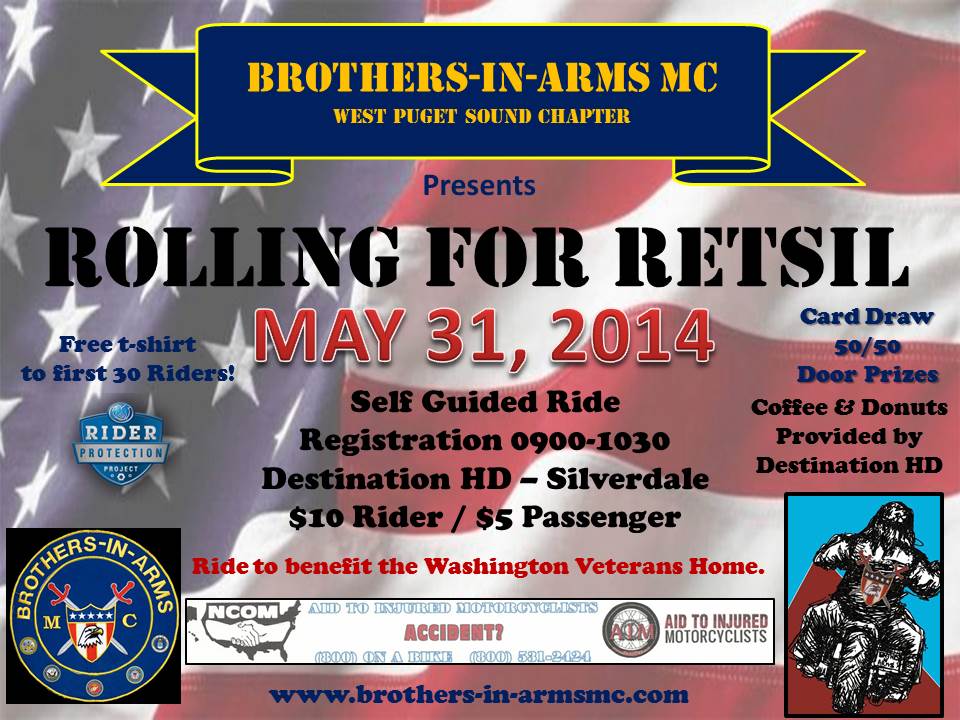 BROTHERS-IN-ARMS MC
WEST PUGET SOUND CHAPTER
Presents
ROLLING FOR RETSIL
MAY 31, 2014
Free t-shirt
to first 30 Riders!
Card Draw
50/50
Door Prizes
Coffee & Donuts
Provided by
Destination HD
Self Guided Ride
Registration 0900-1030
Destination HD – Silverdale
$10 Rider / $5 Passenger
RIDER
PROTECTION
PROJECT
Ride to benefit the Washington Veterans Home.
BROTHERS-IN-ARMS
M C
NCOM
AID TO INJURED MOTORCYCLISTS
ACCIDENT?
(800) ON A BIKE (800) 531-2424
AIM
AID TO INJURED
MOTORCYCLISTS
www.brothers-in-armsmc.com